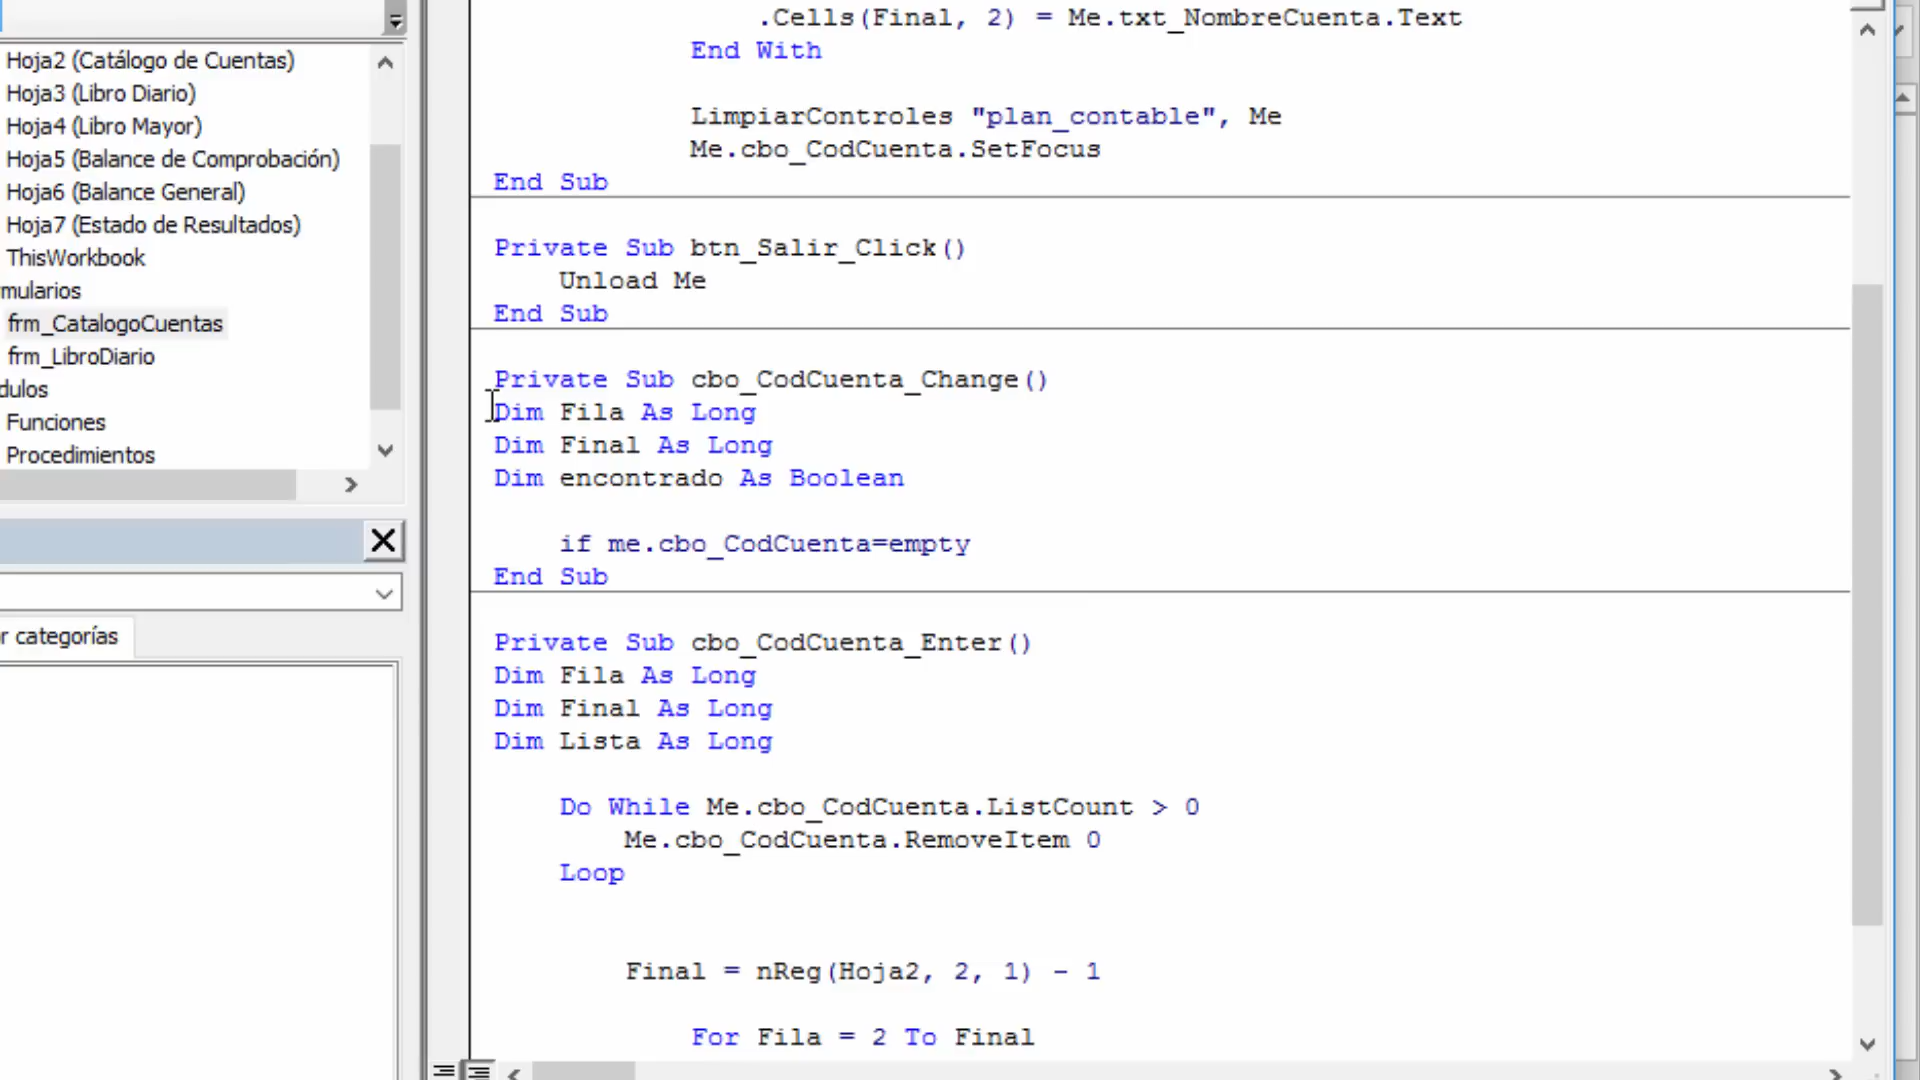 Hoja2 (Catálogo de Cuentas)
Hoja3 (Libro Diario)
Hoja4 (Libro Mayor)
Hoja5 (Balance de Comprobación)
Hoja6 (Balance General)
Hoja7 (Estado de Resultados)
ThisWorkbook
mularios
frm_CatalogoCuentas
frm_LibroDiario
dulos
Funciones
Procedimientos
r categorías
.Cells(Final, 2) = Me.txt_NombreCuenta.Text
End With
LimpiarControles "plan_contable", Me
Me.cbo_CodCuenta.SetFocus
End Sub
Private Sub btn_Salir_Click()
Unload Me
End Sub
Private Sub cbo_CodCuenta_Change()
Dim Fila As Long
Dim Final As Long
Dim encontrado As Boolean
if me.cbo_CodCuenta=empty
End Sub
Private Sub cbo_CodCuenta_Enter()
Dim Fila As Long
Dim Final As Long
Dim Lista As Long
Do While Me.cbo_CodCuenta.ListCount > 0
Me.cbo_CodCuenta.RemoveItem 0
Loop
Final = nReg(Hoja2, 2, 1) - 1
For Fila = 2 To Final